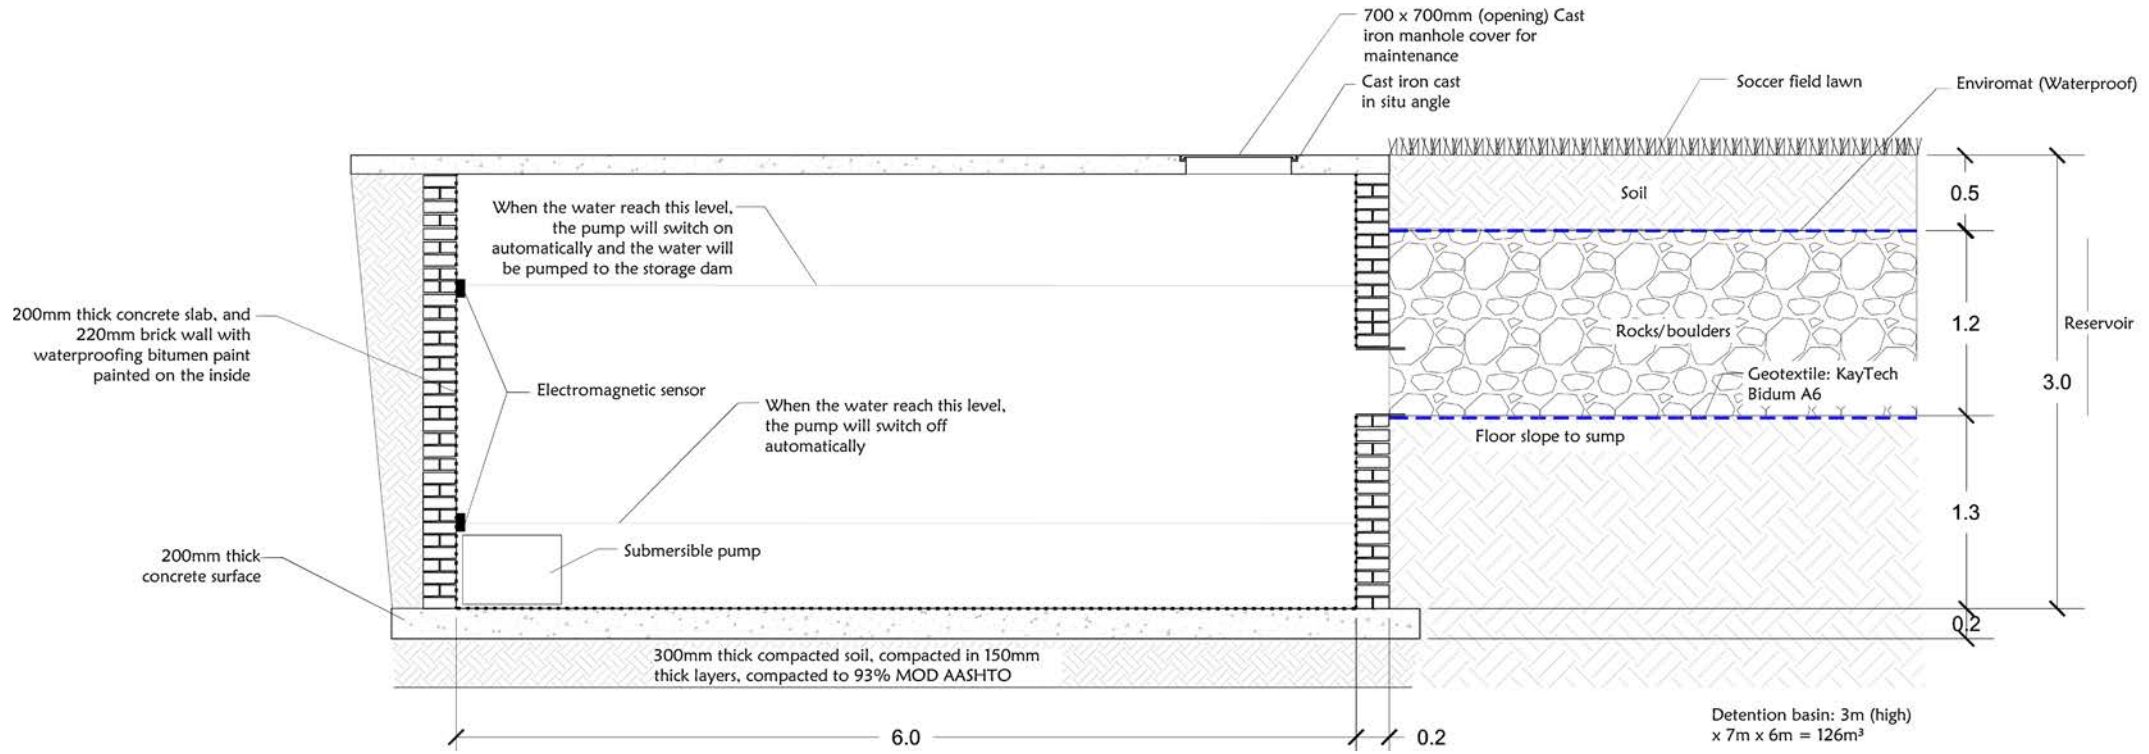 700 x 700mm (opening) Cast
iron manhole cover for
maintenance
Cast iron cast
in situ angle
Soccer field lawn
Enviromat (Waterproof)
When the water reach this level,
the pump will switch on
automatically and the water will
be pumped to the storage dam
Soil
0.5
200mm thick concrete slab, and
220mm brick wall with
waterproofing bitumen paint
painted on the inside
Electromagnetic sensor
When the water reach this level,
the pump will switch off
automatically
Rocks/boulders
1.2
Reservoir
Geotextile: KayTech
Bidum A6
3.0
Floor slope to sump
1.3
200mm thick
concrete surface
Submersible pump
0.2
300mm thick compacted soil, compacted in 150mm
thick layers, compacted to 93% MOD AASHTO
6.0
0.2
Detention basin: 3m (high)
x 7m x 6m = 126m³